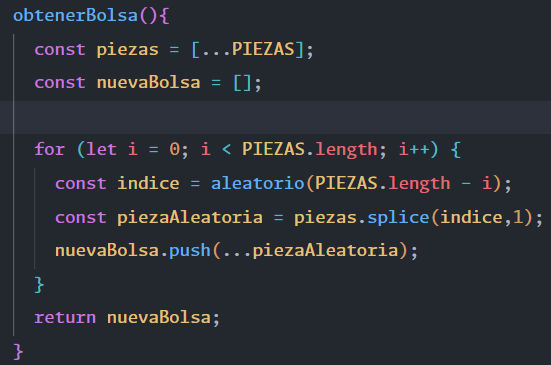 obtenerBolsa(){
const piezas = [...PIEZAS];
const nuevaBolsa = [];
for (let i = 0; i < PIEZAS.length; i++) {
const indice = aleatorio(PIEZAS.length - i);
const piezaAleatoria = piezas.splice(indice,1);
nuevaBolsa.push(...piezaAleatoria);
}
return nuevaBolsa;
}